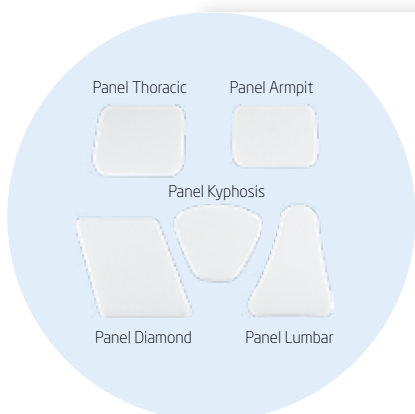 Panel Thoracic
Panel Armpit
Panel Kyphosis
Panel Diamond
Panel Lumbar